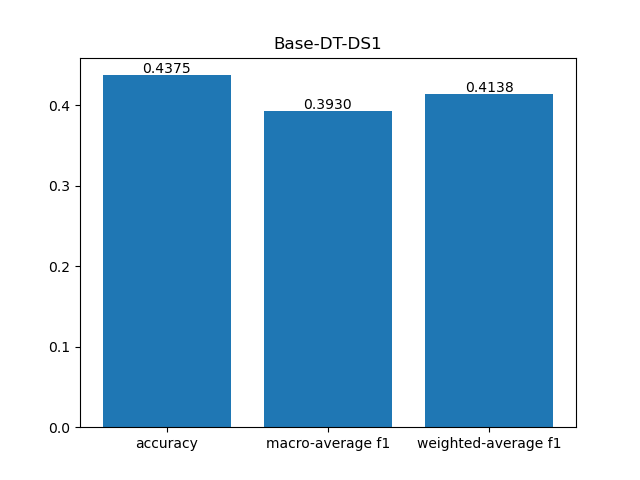 Base-DT-DS1
0.4375
0.3930
0.4138
0.4
0.3
0.2
0.1
0.0
accuracy
macro-average f1
weighted-average f1